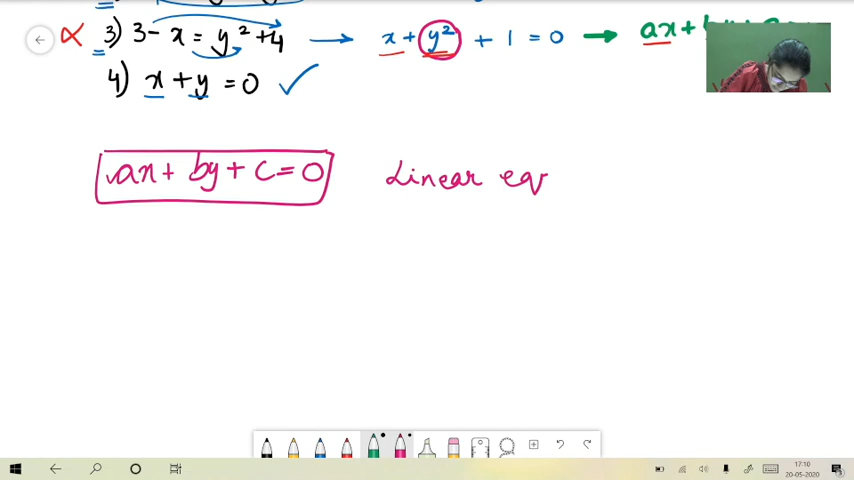 3) 3 - x = y² + 4 → x + y² + 1 = 0 → ax +
4) x + y = 0 ✓
ax + by + c = 0 Linear eq
17:10
20-05-2020